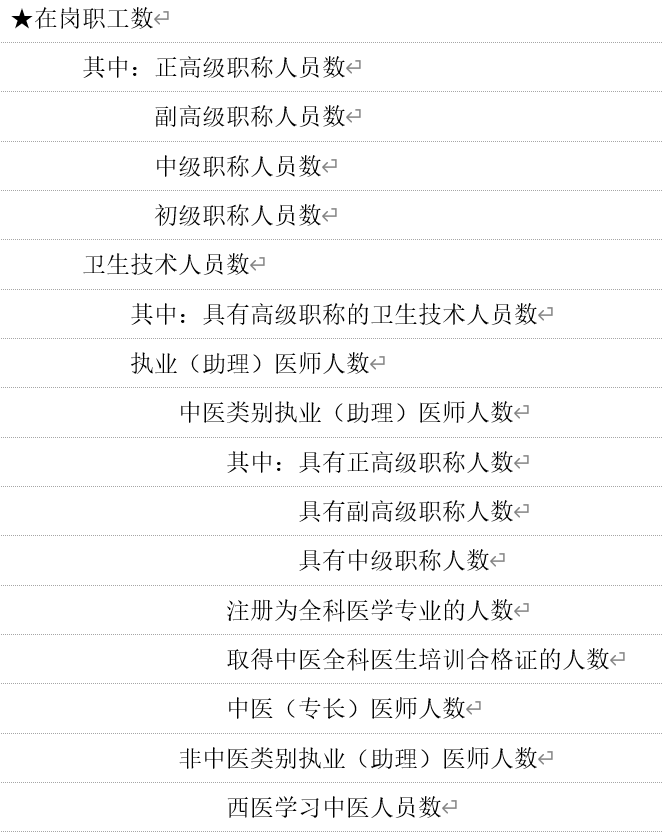 ★在岗职工数
其中：正高级职称人员数
副高级职称人员数
中级职称人员数
初级职称人员数
卫生技术人员数
其中：具有高级职称的卫生技术人员数
执业（助理）医师人数
中医类别执业（助理）医师人数
其中：具有正高级职称人数
具有副高级职称人数
具有中级职称人数
注册为全科医学专业的人数
取得中医全科医生培训合格证的人数
中医（专长）医师人数
非中医类别执业（助理）医师人数
西医学习中医人员数